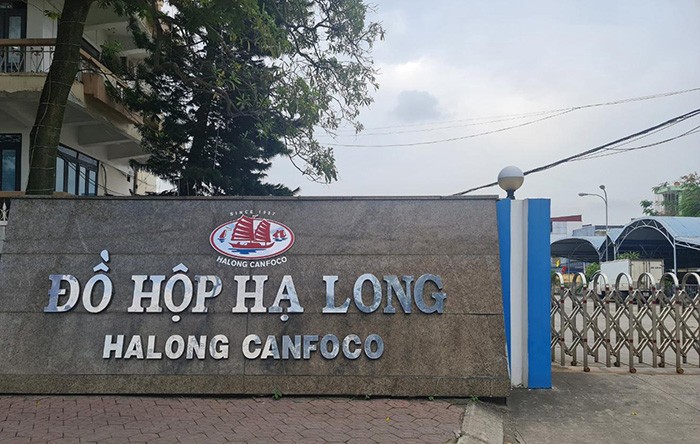 SINCE 1957
HALONG CANFOCO
ĐỒ HỘP HẠ LONG
HALONG CANFOCO